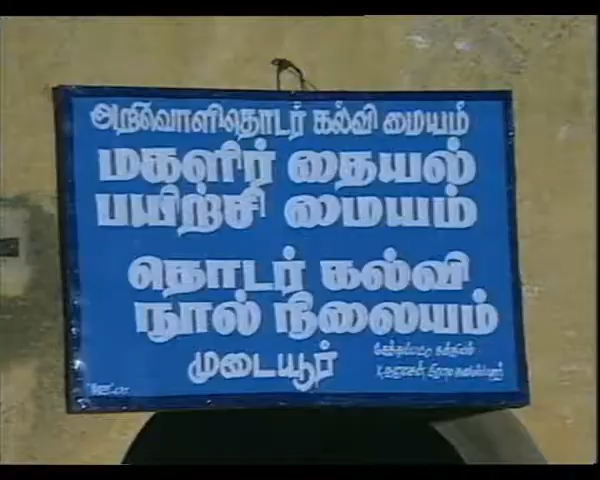 அறிவொளிதொடர் கல்வி மையம்
மகளிர் தையல்
பயிற்சி மையம்
தொடர் கல்வி
நூல் நிலையம்
முடையூர்